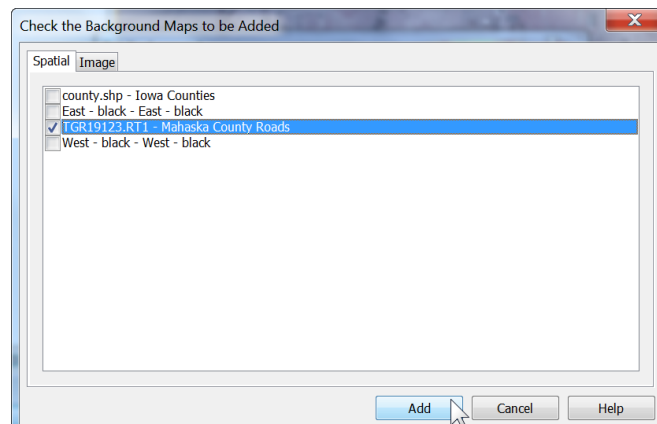 Check the Background Maps to be Added
Spatial Image
county.shp - Iowa Counties
East - black - East - black
TGR19123.RT1 - Mahaska County Roads
West - black - West - black
Add Cancel Help